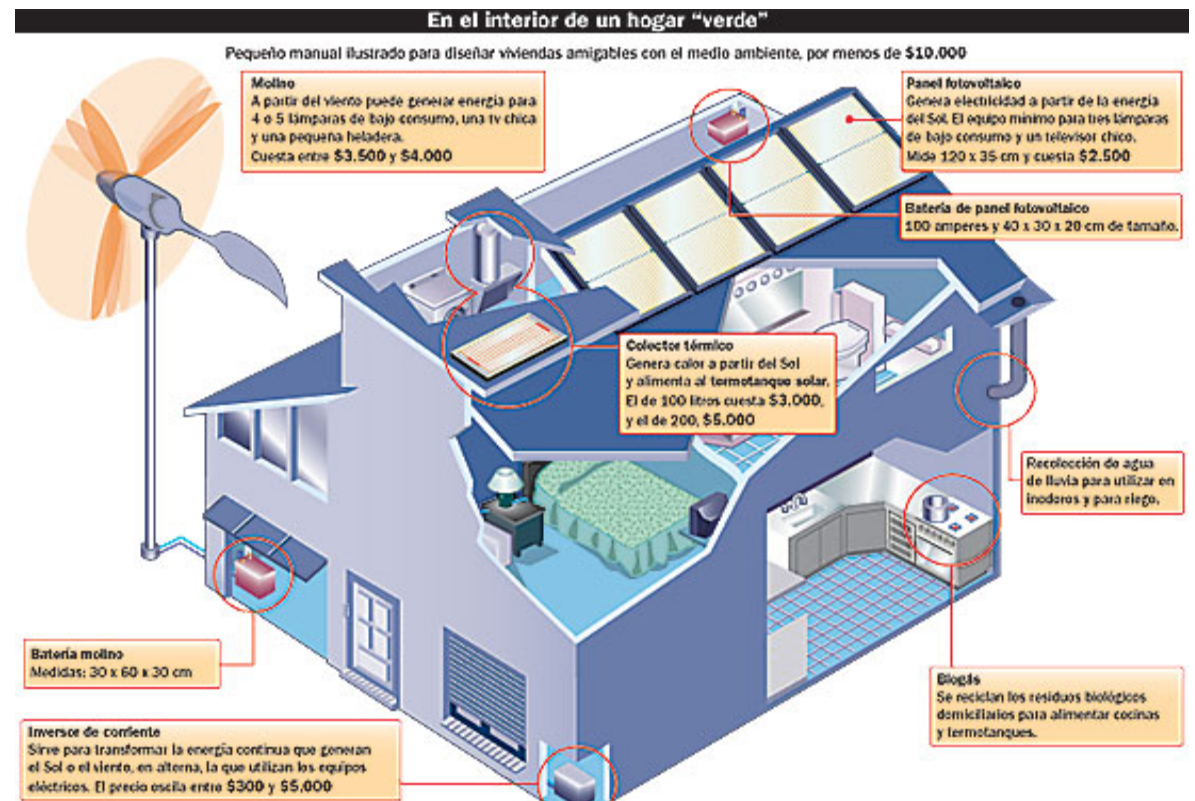 En el interior de un hogar “verde”
Pequeño manual ilustrado para diseñar viviendas amigables con el medio ambiente, por menos de $10.000
Molino
A partir del viento puede generar energía para
4 o 5 lámparas de bajo consumo, una tv chica
y una pequeña heladera.
Cuesta entre $3.500 y $4.000
Panel fotovoltaico
Genera electricidad a partir de la energía
del Sol. El equipo mínimo para tres lámparas
de bajo consumo y un televisor chico.
Mide 120 x 35 cm y cuesta $2.500
Batería de panel fotovoltaico
100 amperes y 40 x 30 x 20 cm de tamaño.
Colector térmico
Genera calor a partir del Sol
y alimenta al termotanque solar.
El de 100 litros cuesta $3.000,
y el de 200, $5.000
Recolección de agua
de lluvia para utilizar en
inodoros y para riego.
Batería molino
Medidas: 30 x 60 x 30 cm
Biogás
Se reciclan los residuos biológicos
domiciliarios para alimentar cocinas
y termotanques.
Inversor de corriente
Sirve para transformar la energía continua que generan
el Sol o el viento, en alterna, la que utilizan los equipos
eléctricos. El precio oscila entre $300 y $5.000